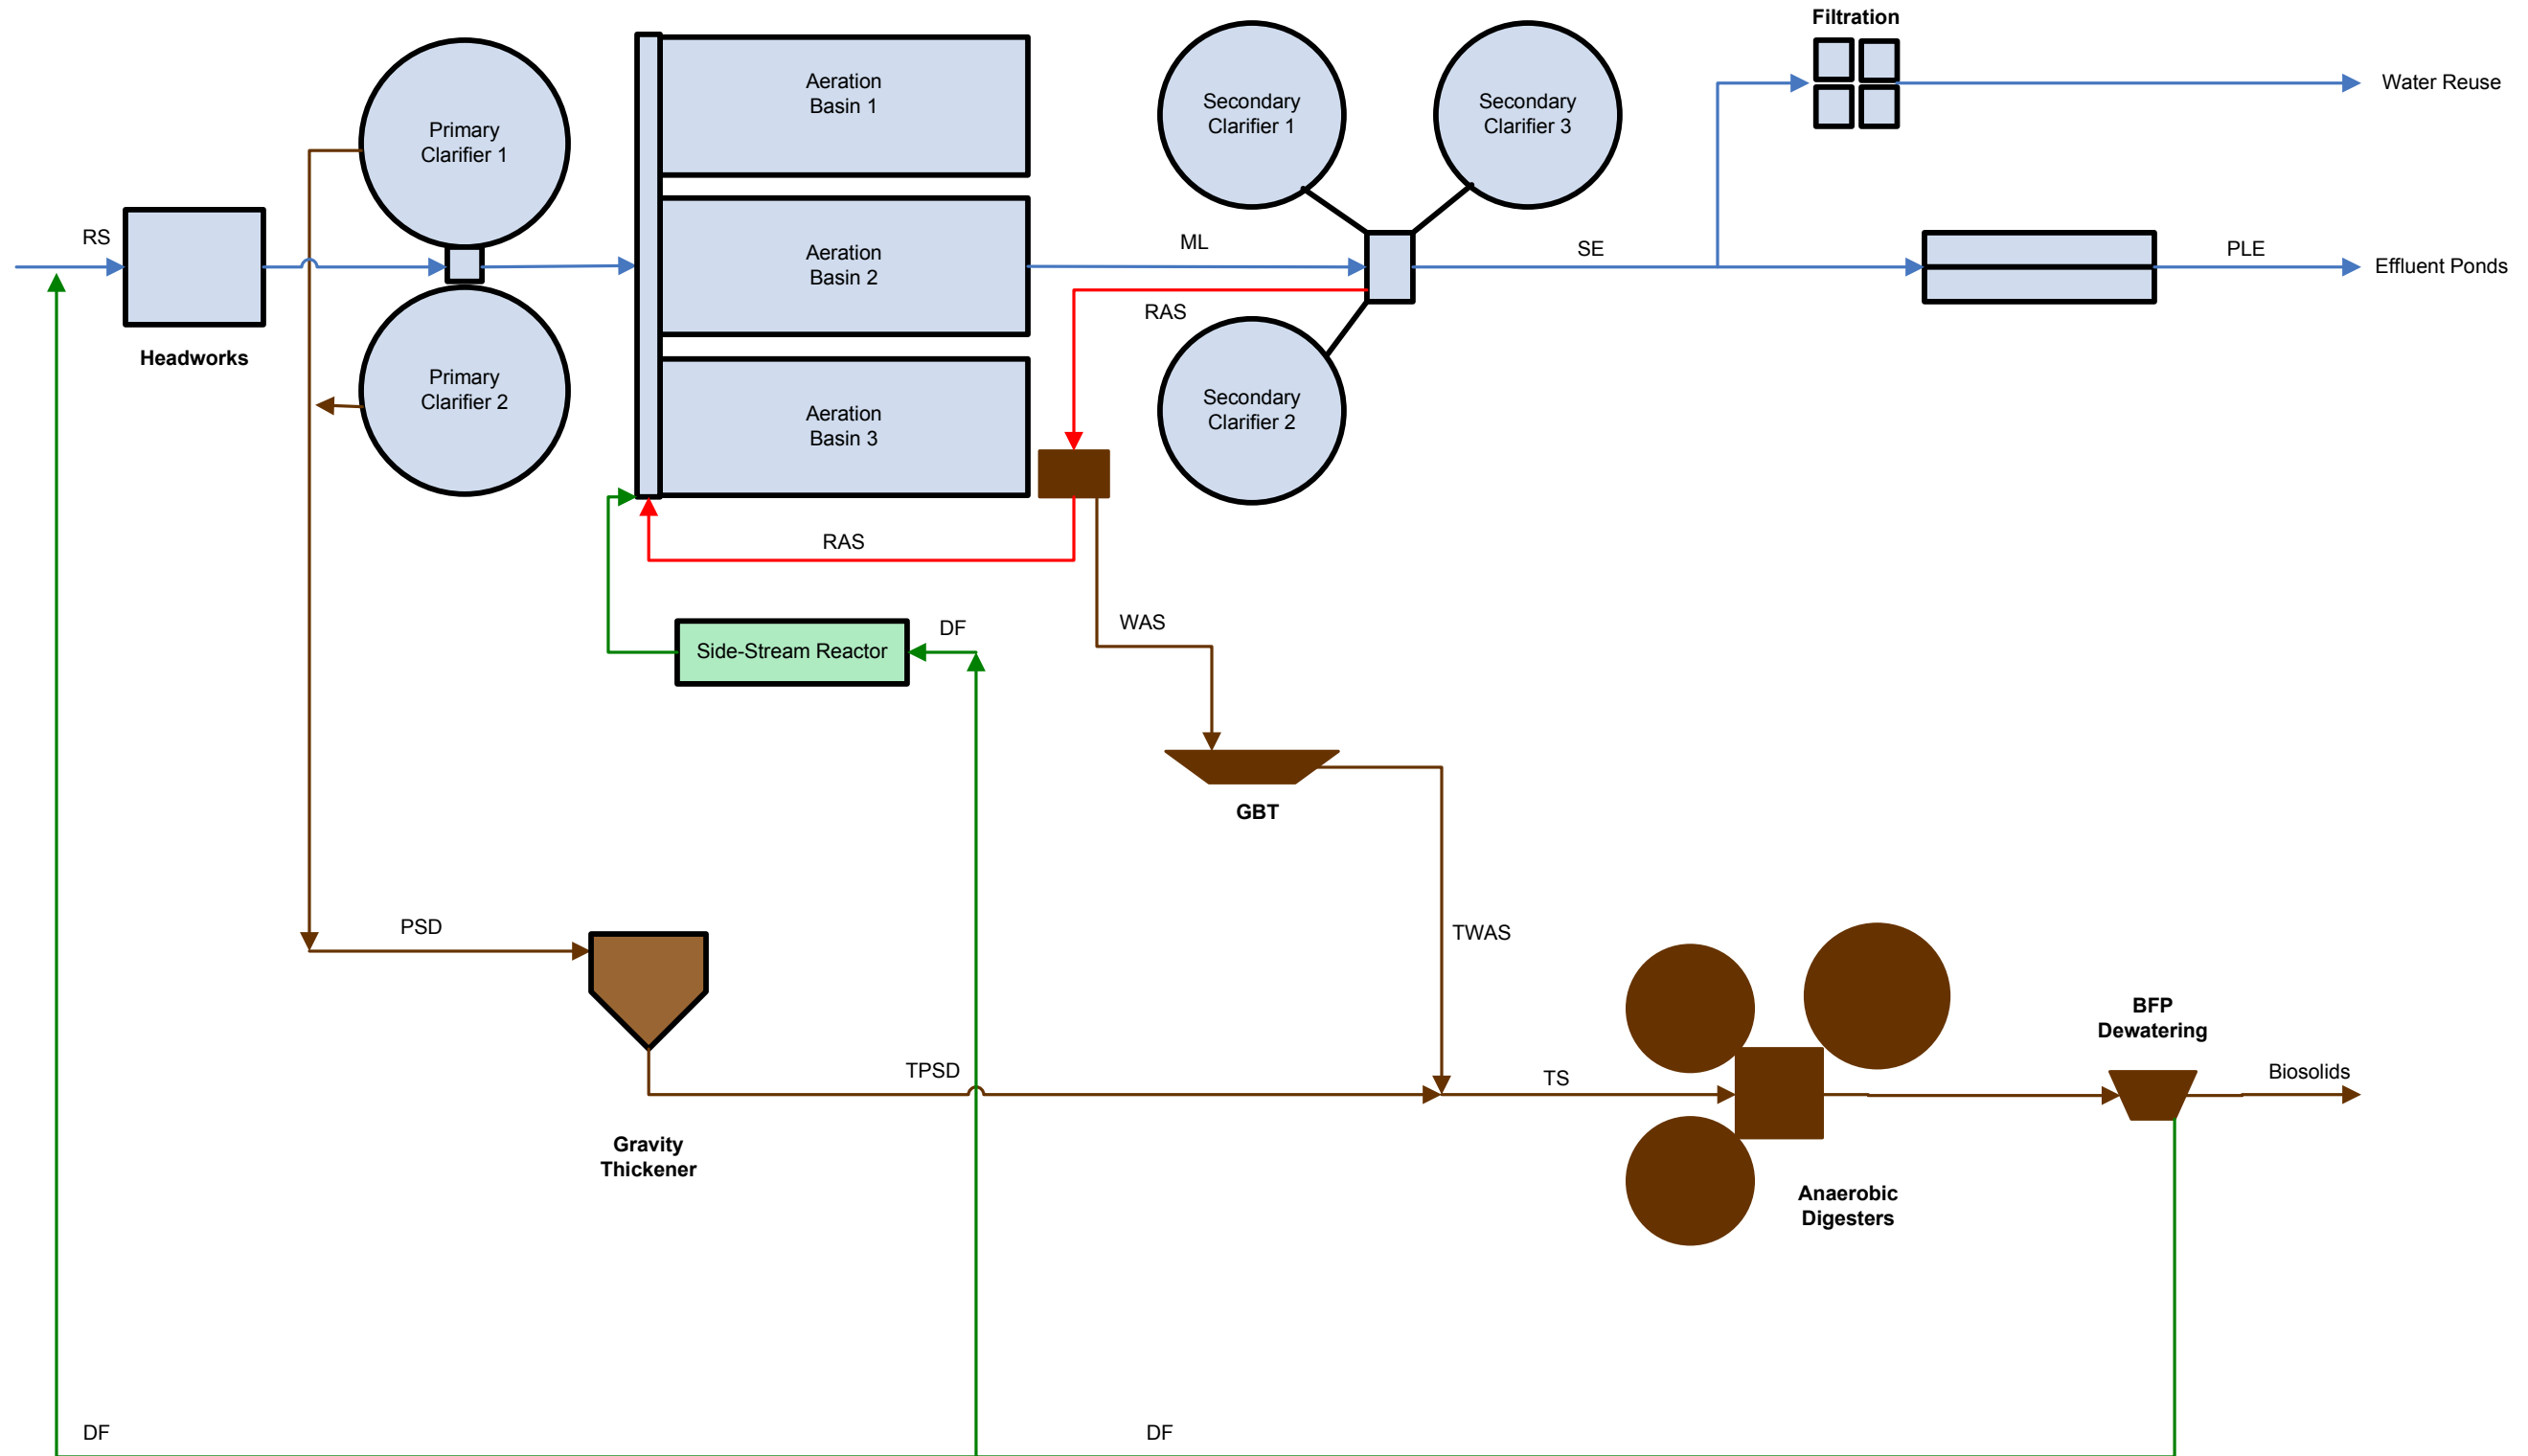 Filtration
Water Reuse
Aeration
Basin 1
Secondary
Clarifier 1
Secondary
Clarifier 3
Primary
Clarifier 1
RS
Headworks
Aeration
Basin 2
ML
SE
PLE
Effluent Ponds
RAS
Primary
Clarifier 2
Aeration
Basin 3
Secondary
Clarifier 2
RAS
Side-Stream Reactor
DF
WAS
GBT
PSD
TWAS
BFP
Dewatering
TPSD
TS
Biosolids
Gravity
Thickener
Anaerobic
Digesters
DF
DF